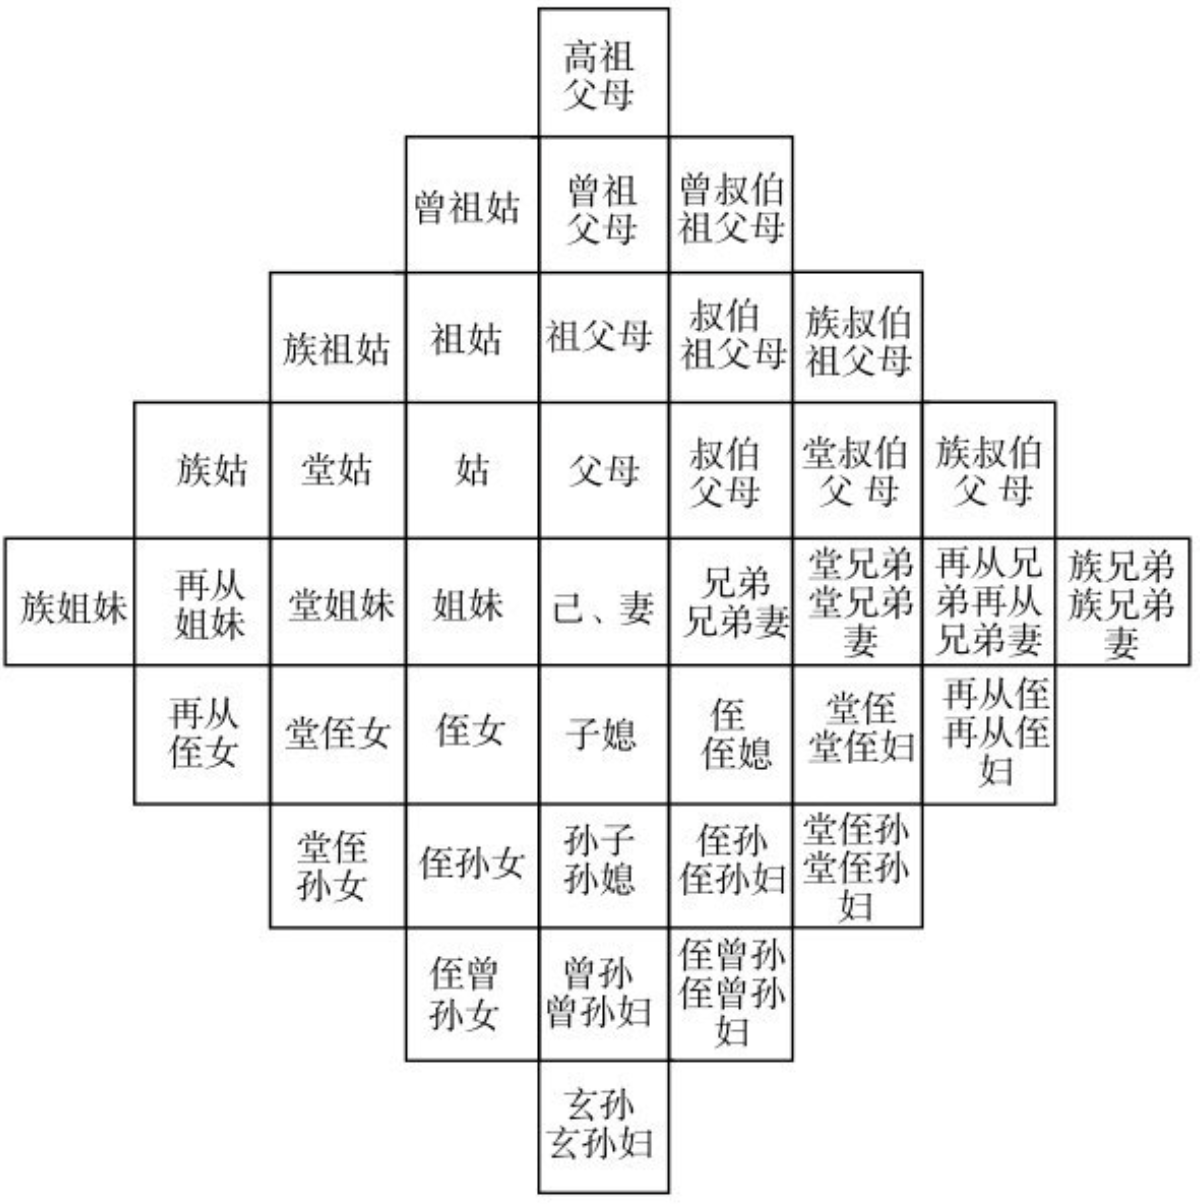 高祖
父母
曾祖姑
曾祖
父母
曾叔伯
祖父母
族祖姑
祖姑
祖父母
叔伯
祖父母
族叔伯
祖父母
族姑
堂姑
姑
父母
叔伯
父母
堂叔伯
父 母
族叔伯
父 母
族姐妹
再从
姐妹
堂姐妹
姐妹
己、妻
兄弟
兄弟妻
堂兄弟
堂兄弟
妻
再从兄
弟再从
兄弟妻
族兄弟
族兄弟
妻
再从
侄女
堂侄女
侄女
子媳
侄
侄媳
堂侄
堂侄妇
再从侄
再从侄
妇
堂侄
孙女
侄孙女
孙子
孙媳
侄孙
侄孙妇
堂侄孙
堂侄孙
妇
侄曾
孙女
曾孙
曾孙妇
侄曾孙
侄曾孙
妇
玄孙
玄孙妇